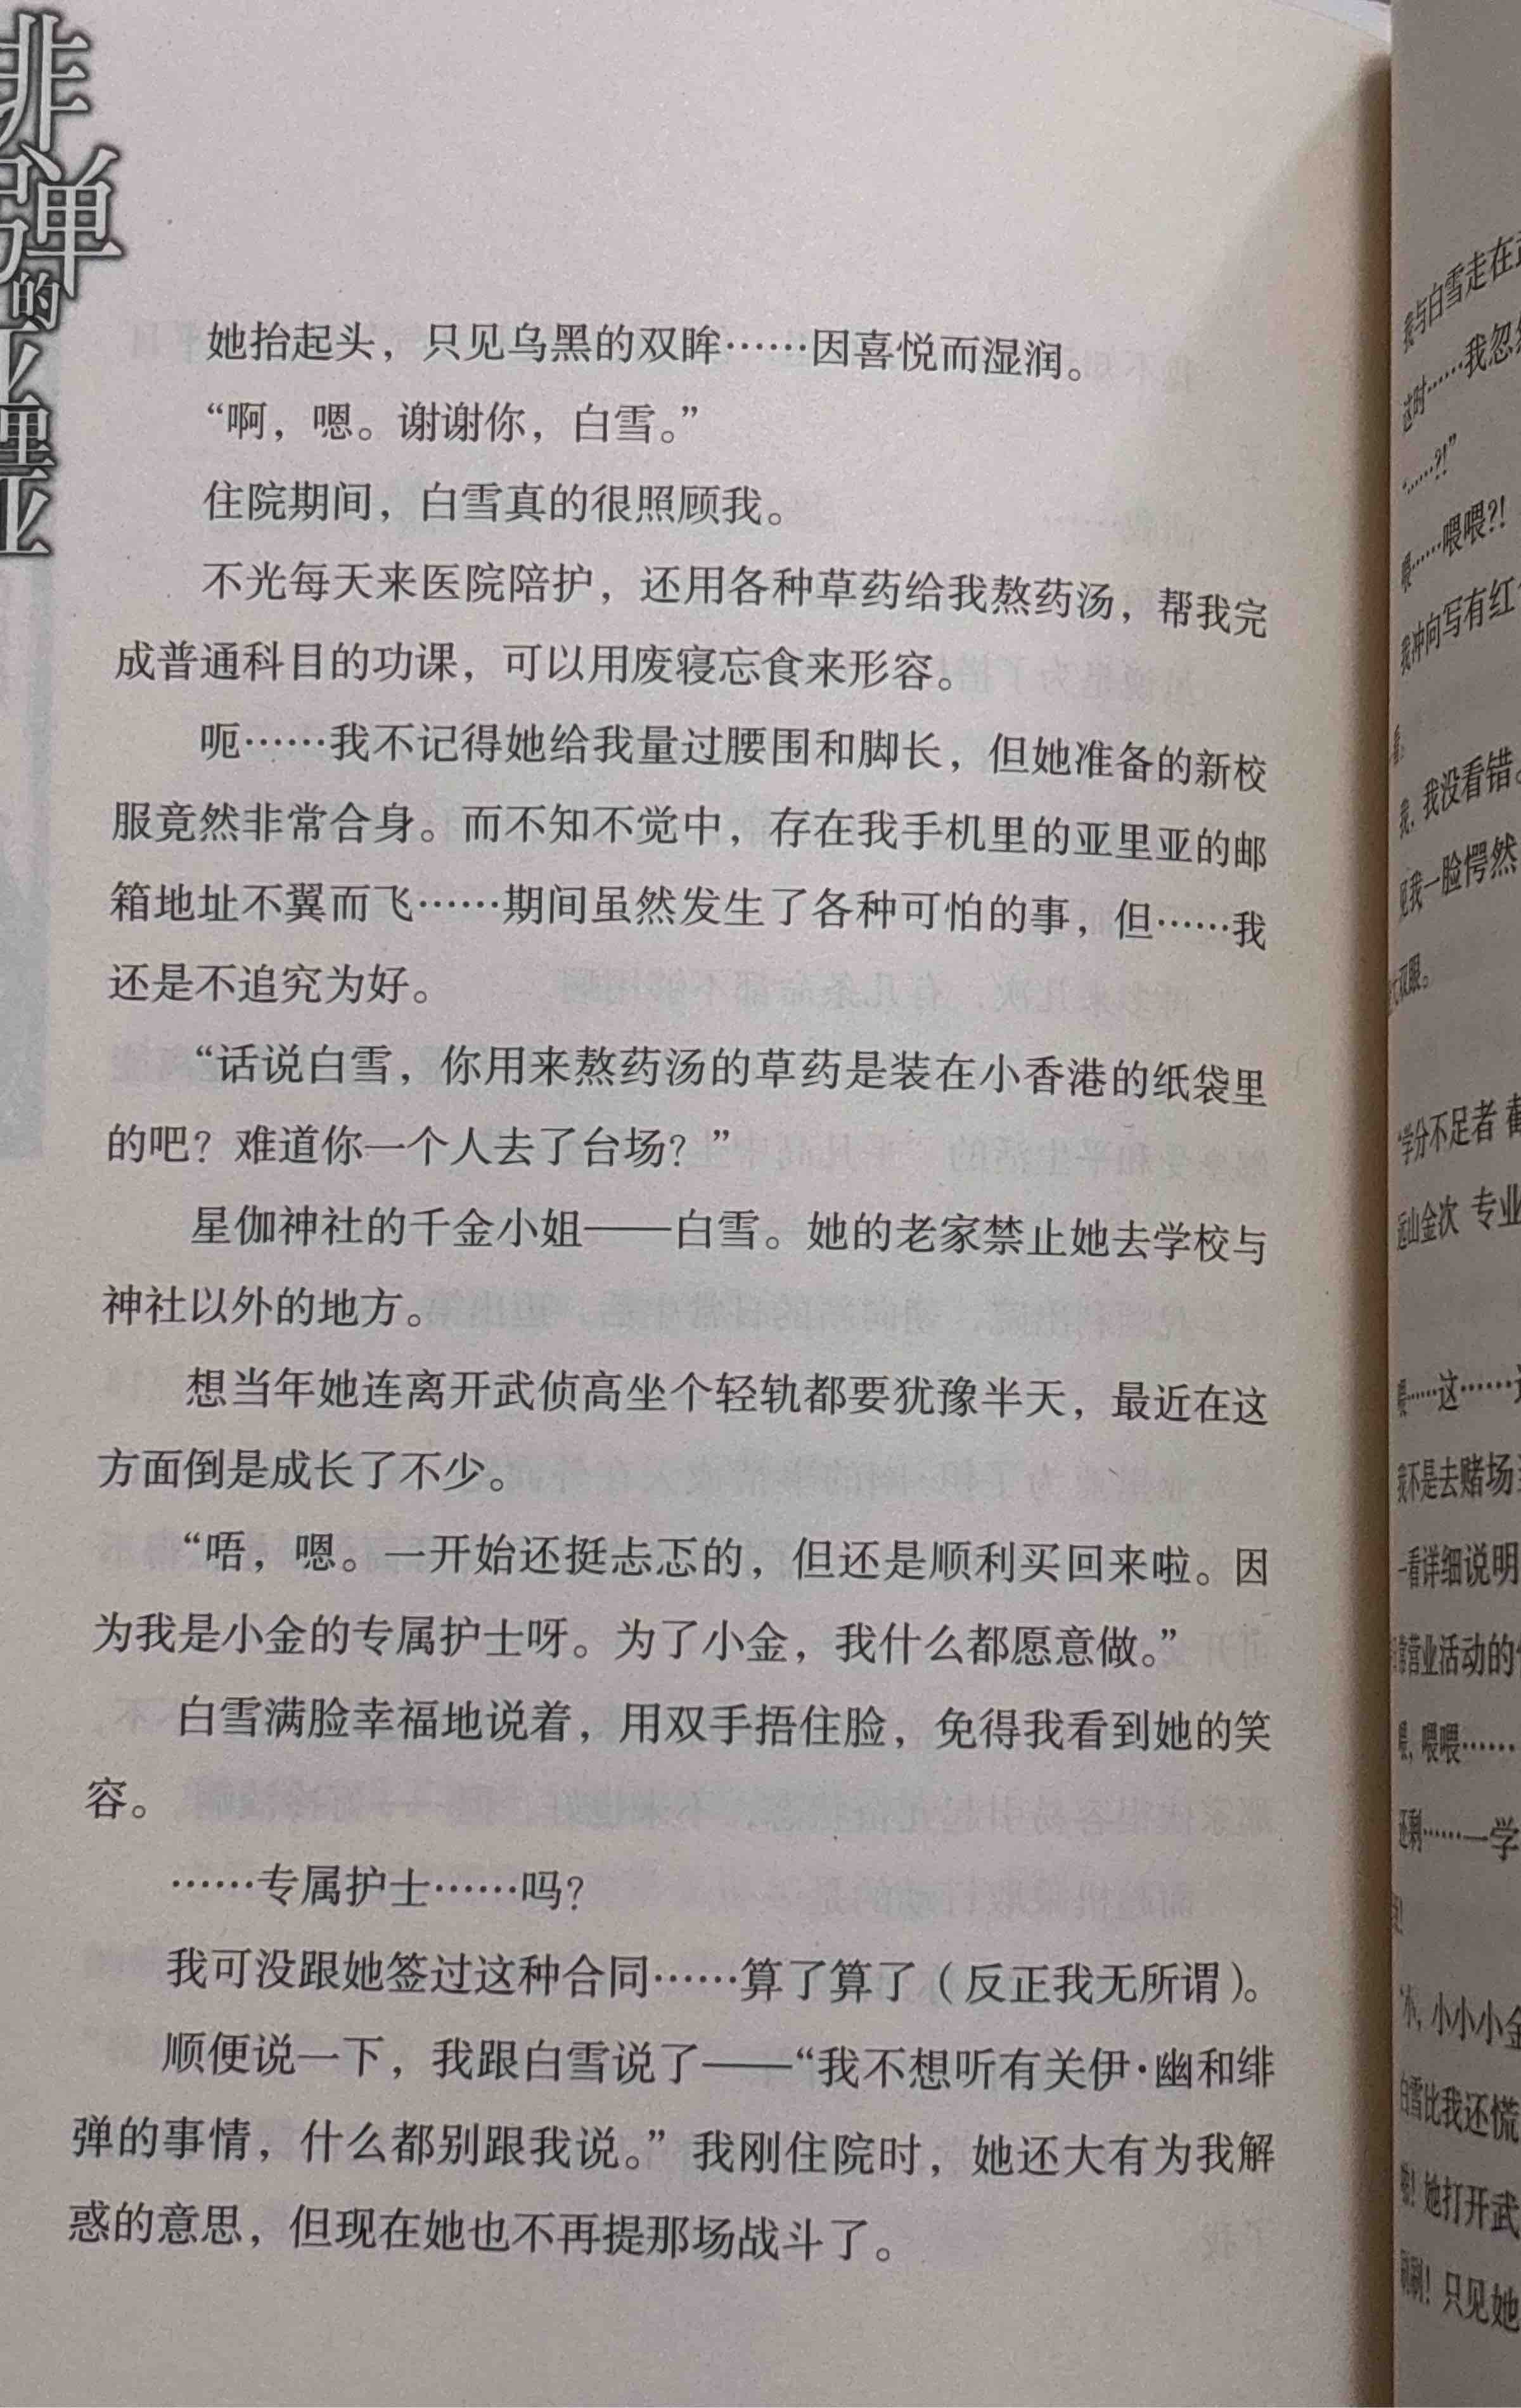 弹的亚里亚
她抬起头，只见乌黑的双眸……因喜悦而湿润。
“啊，嗯。谢谢你，白雪。”
住院期间，白雪真的很照顾我。
不光每天来医院陪护，还用各种草药给我熬药汤，帮我完
成普通科目的功课，可以用废寝忘食来形容。
呃……我不记得她给我量过腰围和脚长，但她准备的新校
服竟然非常合身。而不知不觉中，存在我手机里的亚里亚的邮
箱地址不翼而飞……期间虽然发生了各种可怕的事，但……我
还是不追究为好。
“话说白雪，你用来熬药汤的草药是装在小香港的纸袋里
的吧？难道你一个人去了台场？”
星伽神社的千金小姐——白雪。她的老家禁止她去学校与
神社以外的地方。
想当年她连离开武侦高坐个轻轨都要犹豫半天，最近在这
方面倒是成长了不少。
“唔，嗯。一开始还挺忐忑的，但还是顺利买回来啦。因
为我是小金的专属护士呀。为了小金，我什么都愿意做。”
白雪满脸幸福地说着，用双手捂住脸，免得我看到她的笑
容。
……专属护士……吗？
我可没跟她签过这种合同……算了算了（反正我无所谓）。
顺便说一下，我跟白雪说了——“我不想听有关伊·幽和绯
弹的事情，什么都别跟我说。”我刚住院时，她还大有为我解
惑的意思，但现在她也不再提那场战斗了。
我与白雪走在
这时……我忽
“……?!”
喂……喂喂?!
我冲向写有红
我，我没看错。
见我一脸愕然
双眼。
“学分不足者
远山金次 专业
喂……这……
我不是去赌场
一看详细说明
营业活动的
喂，喂喂……
还剩……一学
“小，小小小金
白雪比我还慌
！她打开武
刷刷！只见她